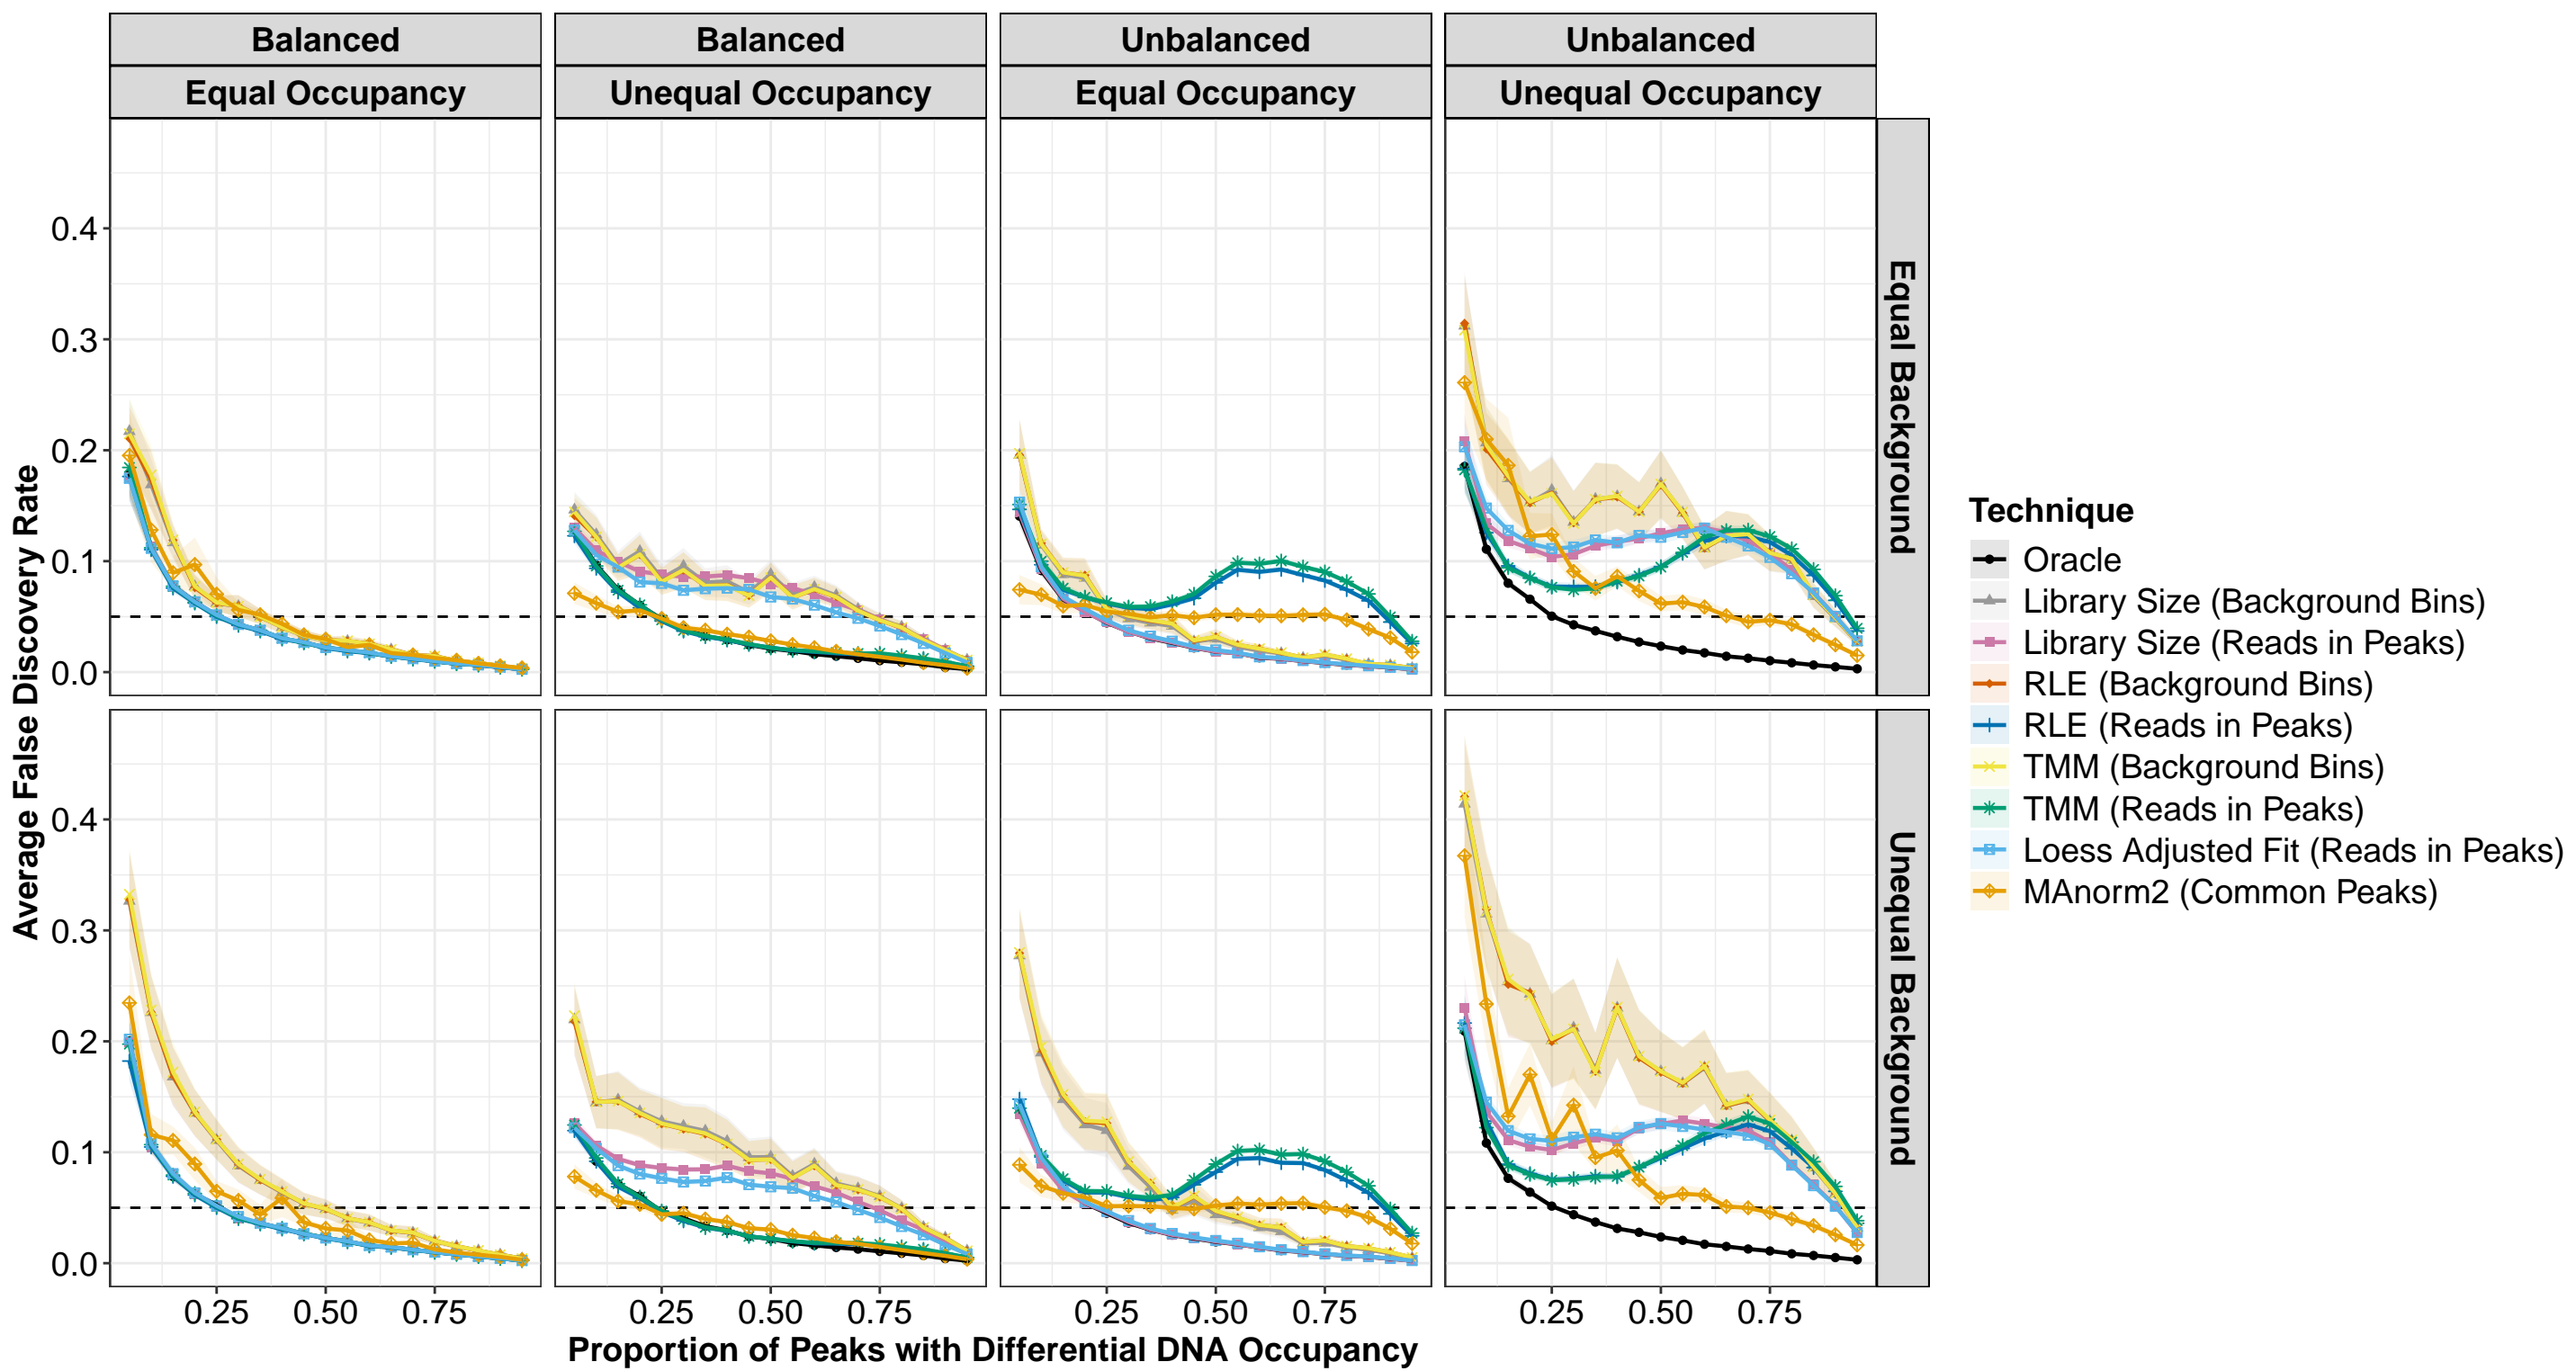 Balanced
Balanced
Unbalanced
Unbalanced
Equal Occupancy
Unequal Occupancy
Equal Occupancy
Unequal Occupancy
Average False Discovery Rate
0.4
0.3
0.2
0.1
0.0
Equal Background
0.4
0.3
0.2
0.1
0.0
Unequal Background
0.25 0.50 0.75
0.25 0.50 0.75
0.25 0.50 0.75
0.25 0.50 0.75
Proportion of Peaks with Differential DNA Occupancy
Technique
Oracle
Library Size (Background Bins)
Library Size (Reads in Peaks)
RLE (Background Bins)
RLE (Reads in Peaks)
TMM (Background Bins)
TMM (Reads in Peaks)
Loess Adjusted Fit (Reads in Peaks)
MAnorm2 (Common Peaks)